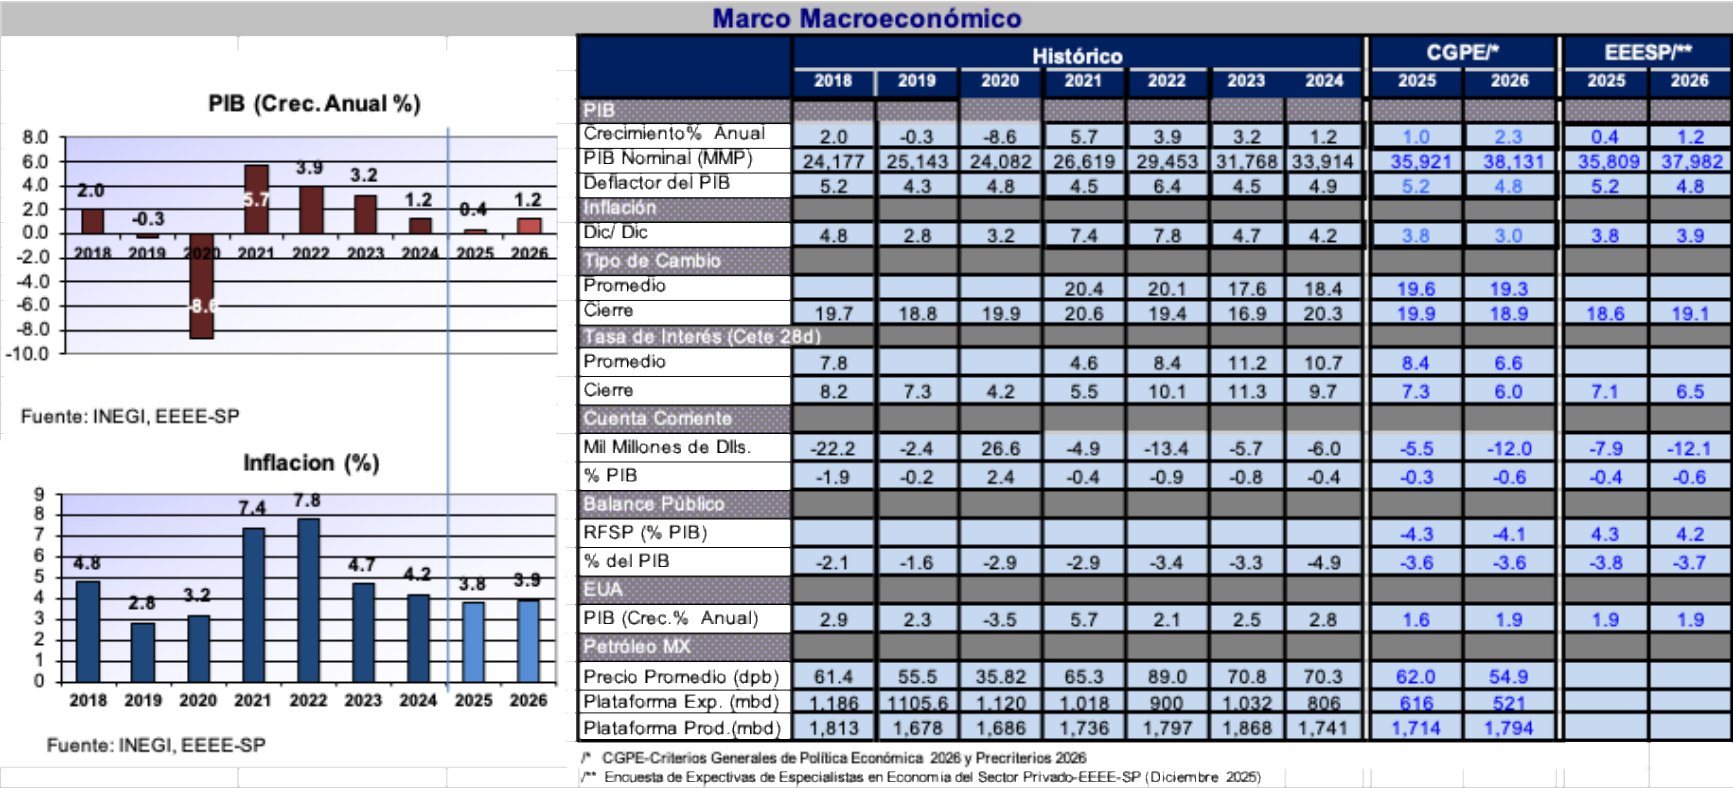 Marco Macroeconómico
PIB (Crec. Anual %)
8.0
6.0
4.0
2.0
0.0
-2.0
-4.0
-6.0
-8.0
-10.0
2.0 -0.3 -8.6 5.7 3.9 3.2 1.2 0.4 1.2
2018 2019 2020 2021 2022 2023 2024 2025 2026
Fuente: INEGI, EEEE-SP
Inflacion (%)
9
8
7
6
5
4
3
2
1
0
4.8 2.8 3.2 7.4 7.8 4.7 4.2 3.8 3.9
2018 2019 2020 2021 2022 2023 2024 2025 2026
Fuente: INEGI, EEEE-SP
Histórico CGPE/* EEESP/**
2018 2019 2020 2021 2022 2023 2024 2025 2026 2025 2026
PIB
Crecimiento% Anual 2.0 -0.3 -8.6 5.7 3.9 3.2 1.2 1.0 2.3 0.4 1.2
PIB Nominal (MMP) 24,177 25,143 24,082 26,619 29,453 31,768 33,914 35,921 38,131 35,809 37,982
Deflactor del PIB 5.2 4.3 4.8 4.5 6.4 4.5 4.9 5.2 4.8 5.2 4.8
Inflación
Dic/ Dic 4.8 2.8 3.2 7.4 7.8 4.7 4.2 3.8 3.0 3.8 3.9
Tipo de Cambio
Promedio 20.4 20.1 17.6 18.4 19.6 19.3
Cierre 19.7 18.8 19.9 20.6 19.4 16.9 20.3 19.9 18.9 18.6 19.1
Tasa de Interés (Cete 28d)
Promedio 7.8 4.6 8.4 11.2 10.7 8.4 6.6
Cierre 8.2 7.3 4.2 5.5 10.1 11.3 9.7 7.3 6.0 7.1 6.5
Cuenta Corriente
Mil Millones de Dlls. -22.2 -2.4 26.6 -4.9 -13.4 -5.7 -6.0 -5.5 -12.0 -7.9 -12.1
% PIB -1.9 -0.2 2.4 -0.4 -0.9 -0.8 -0.4 -0.3 -0.6 -0.4 -0.6
Balance Público
RFSP (% PIB) -4.3 -4.1 4.3 4.2
% del PIB -2.1 -1.6 -2.9 -2.9 -3.4 -3.3 -4.9 -3.6 -3.6 -3.8 -3.7
EUA
PIB (Crec.% Anual) 2.9 2.3 -3.5 5.7 2.1 2.5 2.8 1.6 1.9 1.9 1.9
Petróleo MX
Precio Promedio (dpb) 61.4 55.5 35.82 65.3 89.0 70.8 70.3 62.0 54.9
Plataforma Exp. (mbd) 1,186 1105.6 1,120 1,018 900 1,032 806 616 521
Plataforma Prod.(mbd) 1,813 1,678 1,686 1,736 1,797 1,868 1,741 1,714 1,794
/* CGPE-Criterios Generales de Política Económica 2026 y Precriterios 2026
/** Encuesta de Expectivas de Especialistas en Economia del Sector Privado-EEEE-SP (Diciembre 2025)